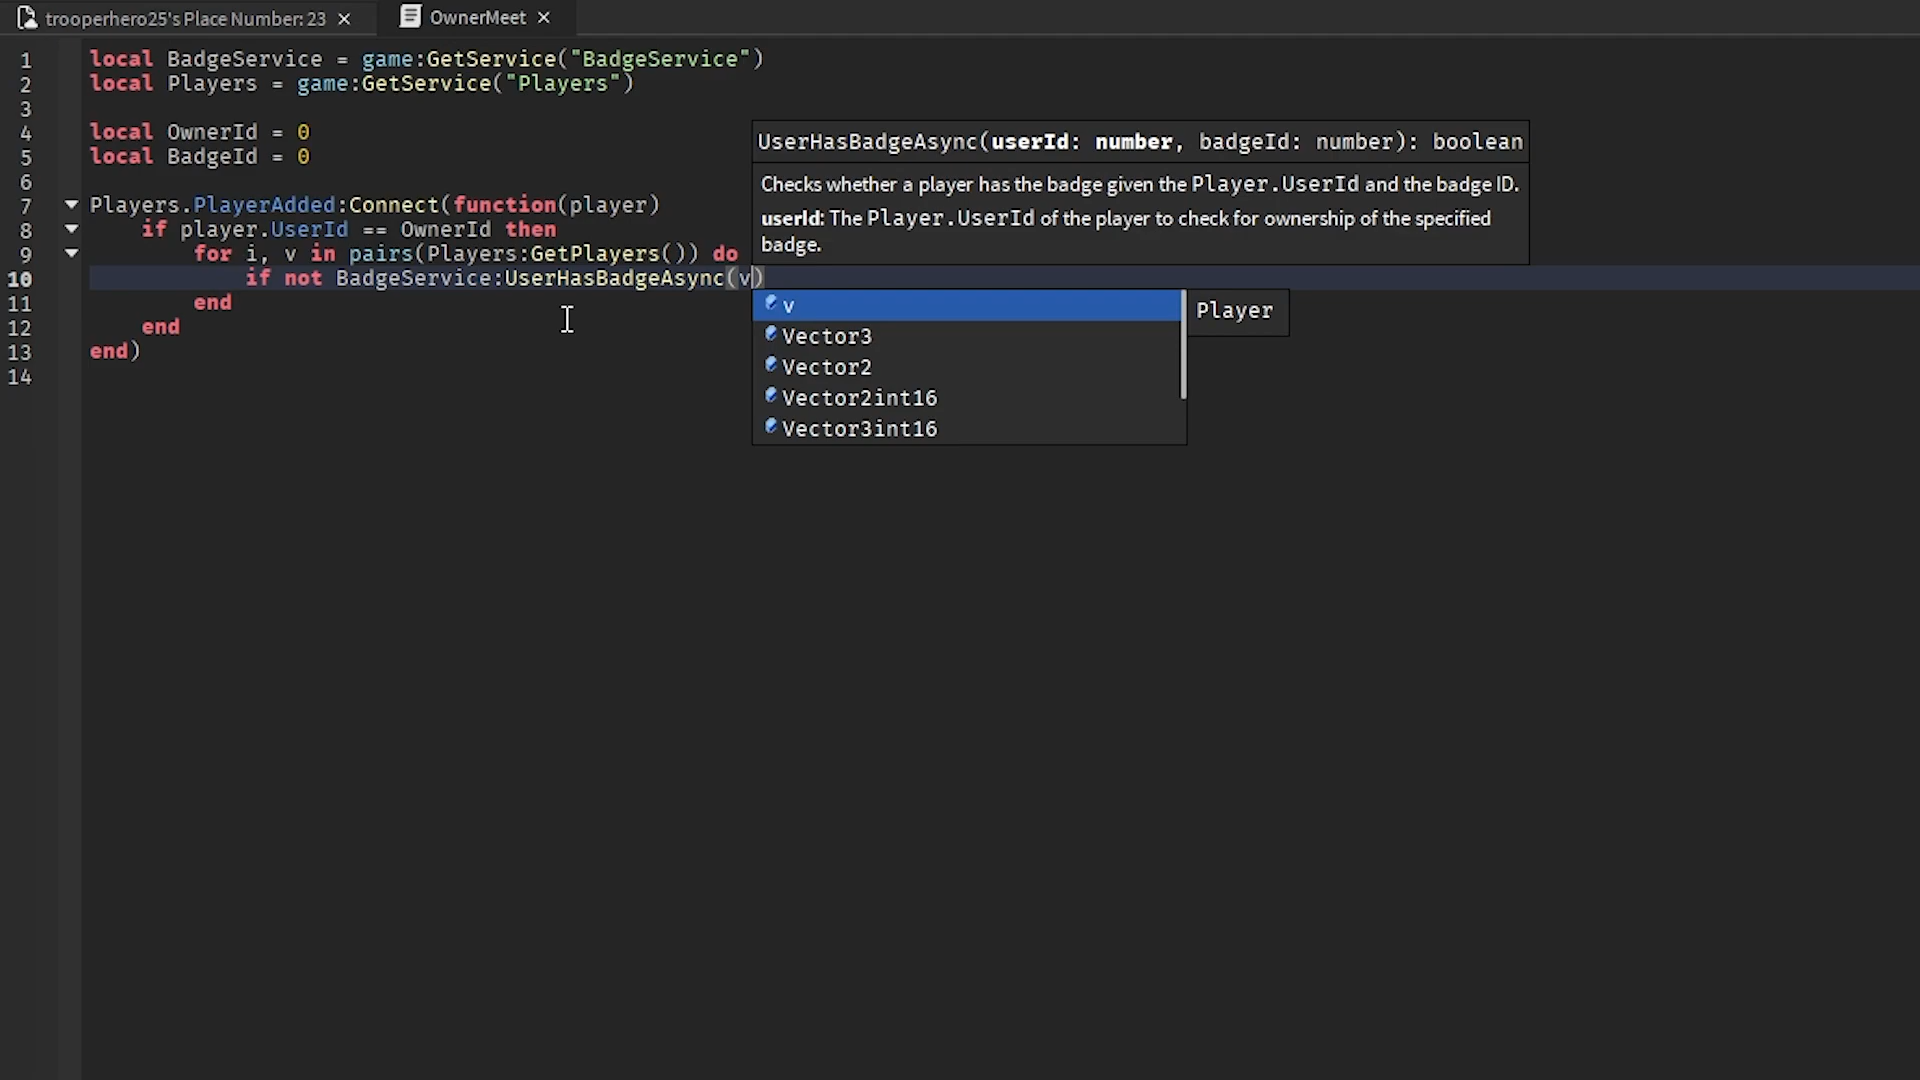 trooperhero25's Place Number: 23 ×
OwnerMeet ×
1 local BadgeService = game:GetService("BadgeService")
2 local Players = game:GetService("Players")
3
4 local OwnerId = 0
5 local BadgeId = 0
6
7 Players.PlayerAdded:Connect(function(player)
8 if player.UserId == OwnerId then
9 for i, v in pairs(Players:GetPlayers()) do
10 if not BadgeService:UserHasBadgeAsync(v)
11 end
12 end
13 end)
14
UserHasBadgeAsync(userId: number, badgeId: number): boolean
Checks whether a player has the badge given the Player.UserId and the badge ID.
userId: The Player.UserId of the player to check for ownership of the specified
badge.
v
Vector3
Vector2
Vector2int16
Vector3int16
Player